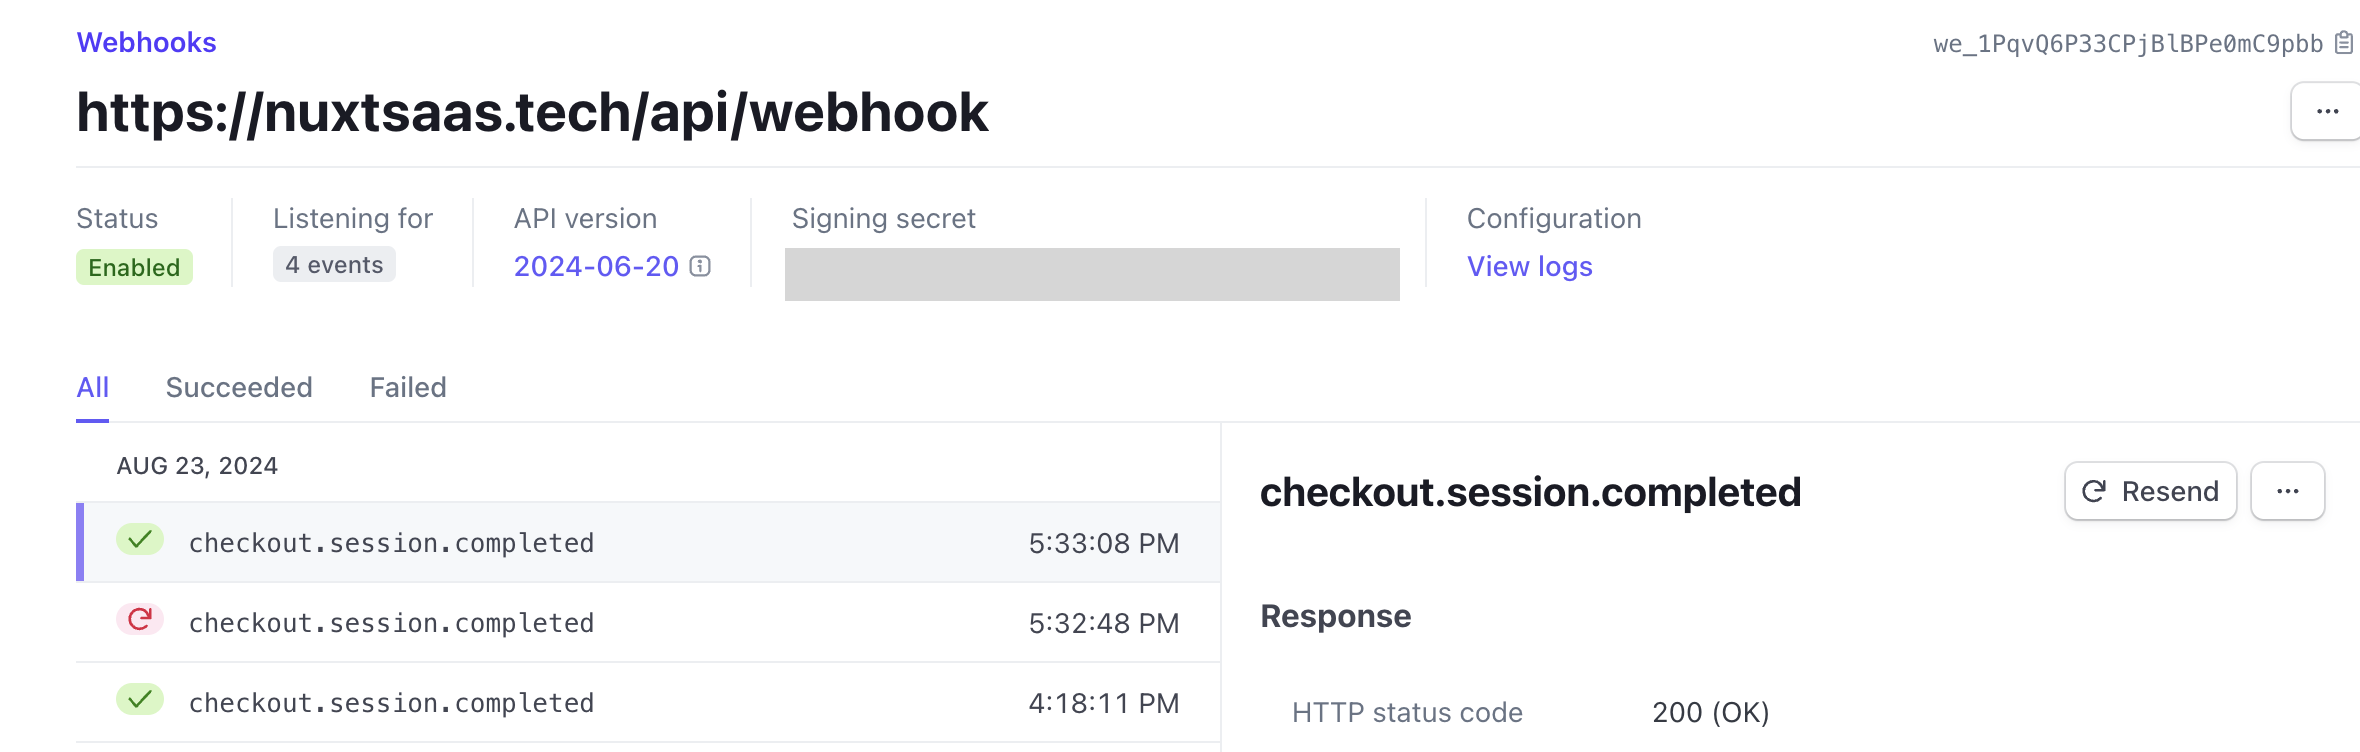 Webhooks
we_1PqvQ6P33CPjBlBPe0mC9pbb
https://nuxtsaas.tech/api/webhook
Status
Listening for
API version
Signing secret
Configuration
Enabled
4 events
2024-06-20
View logs
All
Succeeded
Failed
AUG 23, 2024
checkout.session.completed
5:33:08 PM
checkout.session.completed
5:32:48 PM
checkout.session.completed
4:18:11 PM
checkout.session.completed
Resend
Response
HTTP status code
200 (OK)